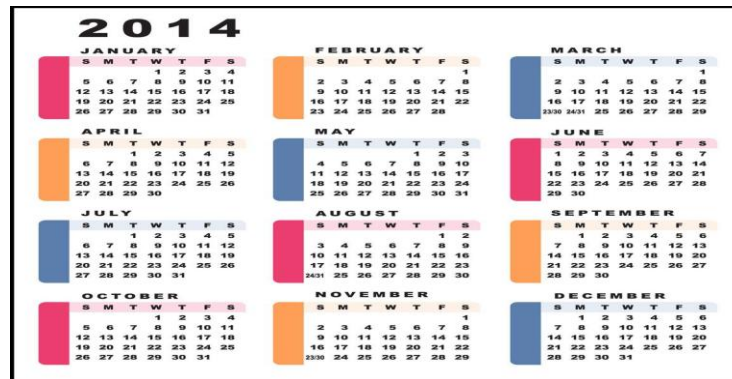 2014
JANUARY
S M T W T F S
1 2 3 4
5 6 7 8 9 10 11
12 13 14 15 16 17 18
19 20 21 22 23 24 25
26 27 28 29 30 31
FEBRUARY
S M T W T F S
1
2 3 4 5 6 7 8
9 10 11 12 13 14 15
16 17 18 19 20 21 22
23 24 25 26 27 28
MARCH
S M T W T F S
1
2 3 4 5 6 7 8
9 10 11 12 13 14 15
16 17 18 19 20 21 22
23/30 24/31 25 26 27 28 29
APRIL
S M T W T F S
1 2 3 4 5
6 7 8 9 10 11 12
13 14 15 16 17 18 19
20 21 22 23 24 25 26
27 28 29 30
MAY
S M T W T F S
1 2 3
4 5 6 7 8 9 10
11 12 13 14 15 16 17
18 19 20 21 22 23 24
25 26 27 28 29 30 31
JUNE
S M T W T F S
1 2 3 4 5 6 7
8 9 10 11 12 13 14
15 16 17 18 19 20 21
22 23 24 25 26 27 28
29 30
JULY
S M T W T F S
1 2 3 4 5
6 7 8 9 10 11 12
13 14 15 16 17 18 19
20 21 22 23 24 25 26
27 28 29 30 31
AUGUST
S M T W T F S
1 2
3 4 5 6 7 8 9
10 11 12 13 14 15 16
17 18 19 20 21 22 23
24/31 25 26 27 28 29 30
SEPTEMBER
S M T W T F S
1 2 3 4 5 6
7 8 9 10 11 12 13
14 15 16 17 18 19 20
21 22 23 24 25 26 27
28 29 30
OCTOBER
S M T W T F S
1 2 3 4
5 6 7 8 9 10 11
12 13 14 15 16 17 18
19 20 21 22 23 24 25
26 27 28 29 30 31
NOVEMBER
S M T W T F S
1
2 3 4 5 6 7 8
9 10 11 12 13 14 15
16 17 18 19 20 21 22
23/30 24 25 26 27 28 29
DECEMBER
S M T W T F S
1 2 3 4 5 6
7 8 9 10 11 12 13
14 15 16 17 18 19 20
21 22 23 24 25 26 27
28 29 30 31